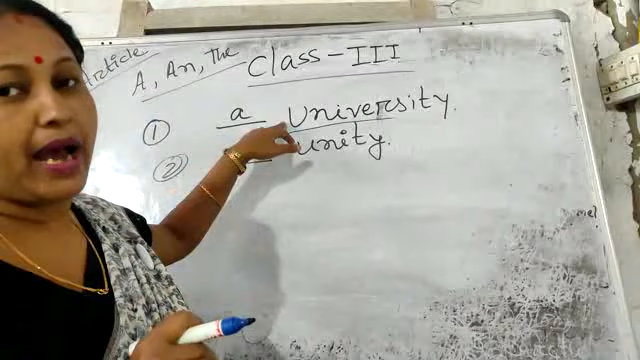 Article
A, An, The
Class-III
1 a University.
2 unity.